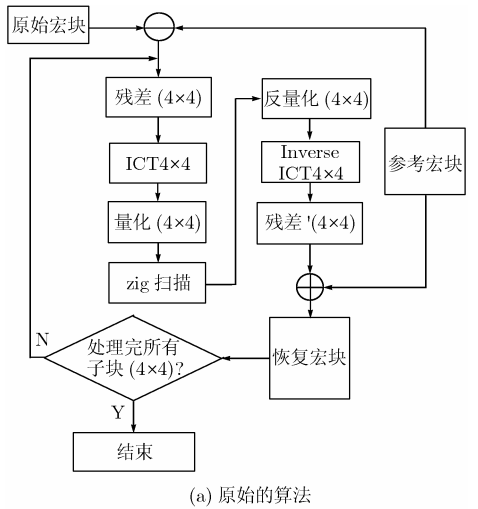 原始宏块
残差 (4×4)
ICT4×4
量化 (4×4)
zig 扫描
反量化 (4×4)
Inverse
ICT4×4
残差 '(4×4)
参考宏块
恢复宏块
处理完所有
子块 (4×4)?
N
Y
结束
(a) 原始的算法